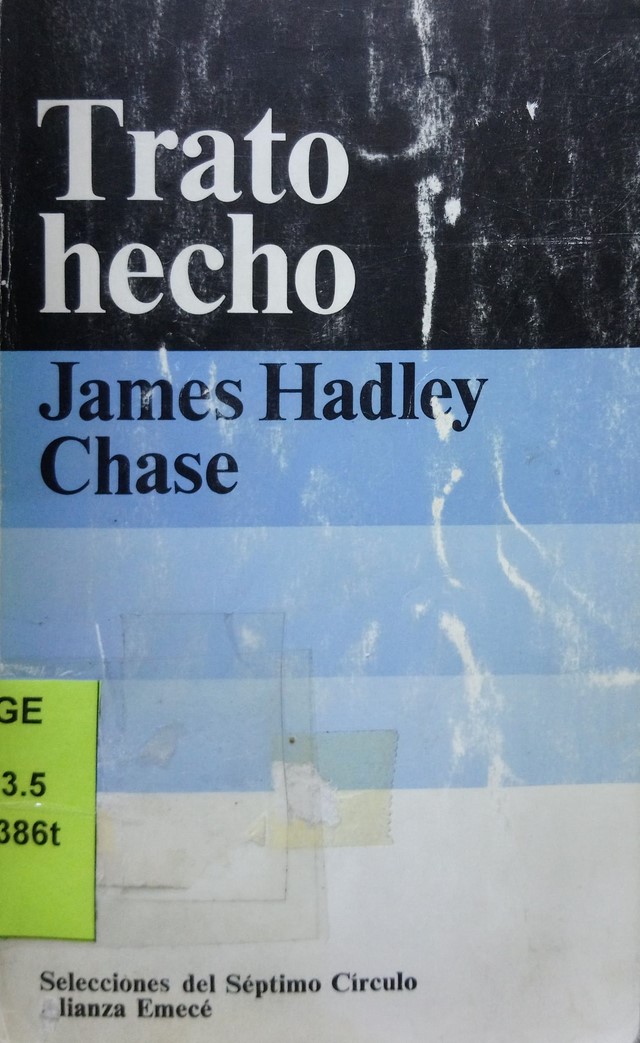 Trato
hecho
James Hadley
Chase
GE
3.5
386t
Selecciones del Séptimo Círculo
lianza Emecé